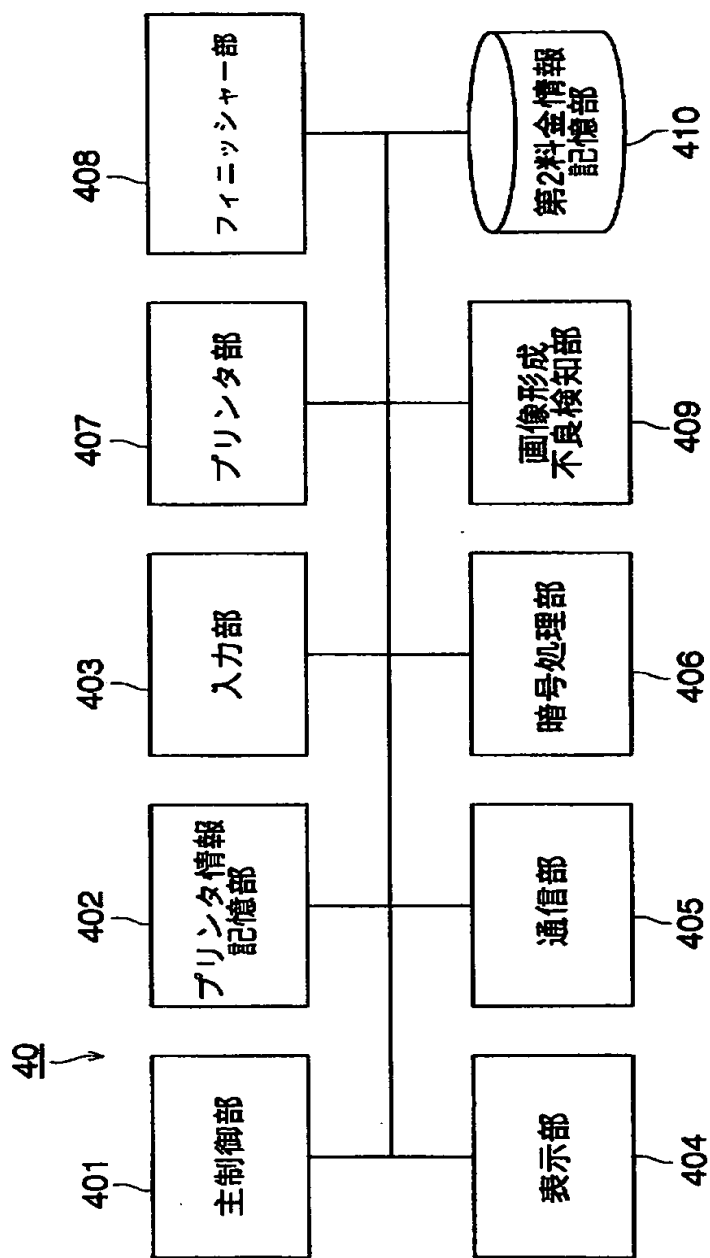 40
401
主制御部
402
プリンタ情報
記憶部
403
入力部
407
プリンタ部
408
フィニッシャー部
表示部
404
通信部
405
暗号処理部
406
画像形成
不良検知部
409
第2料金情報
記憶部
410